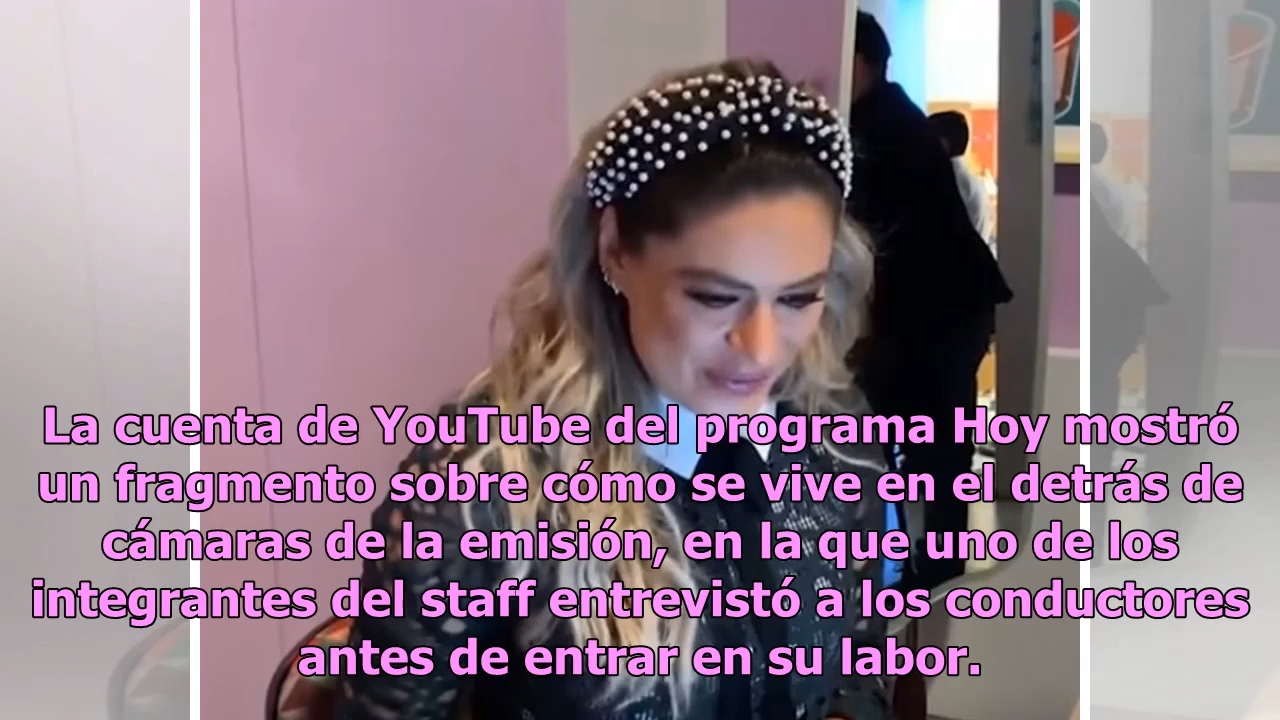 La cuenta de YouTube del programa Hoy mostró
un fragmento sobre cómo se vive en el detrás de
cámaras de la emisión, en la que uno de los
integrantes del staff entrevistó a los conductores
antes de entrar en su labor.